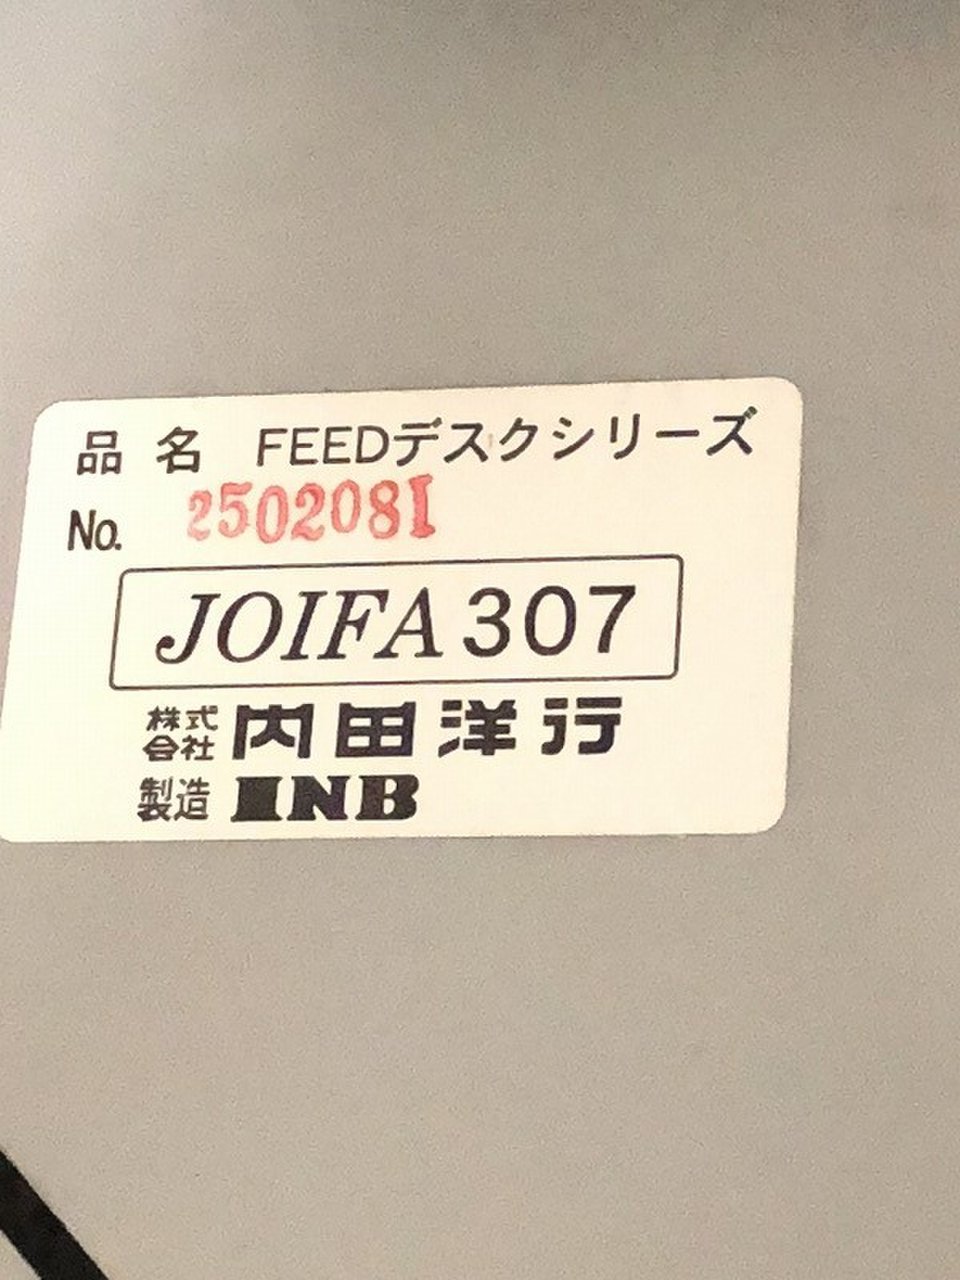 品名 FEEDデスクシリーズ
No. 2502081
JOIFA 307
株式会社 内田洋行
製造 INB